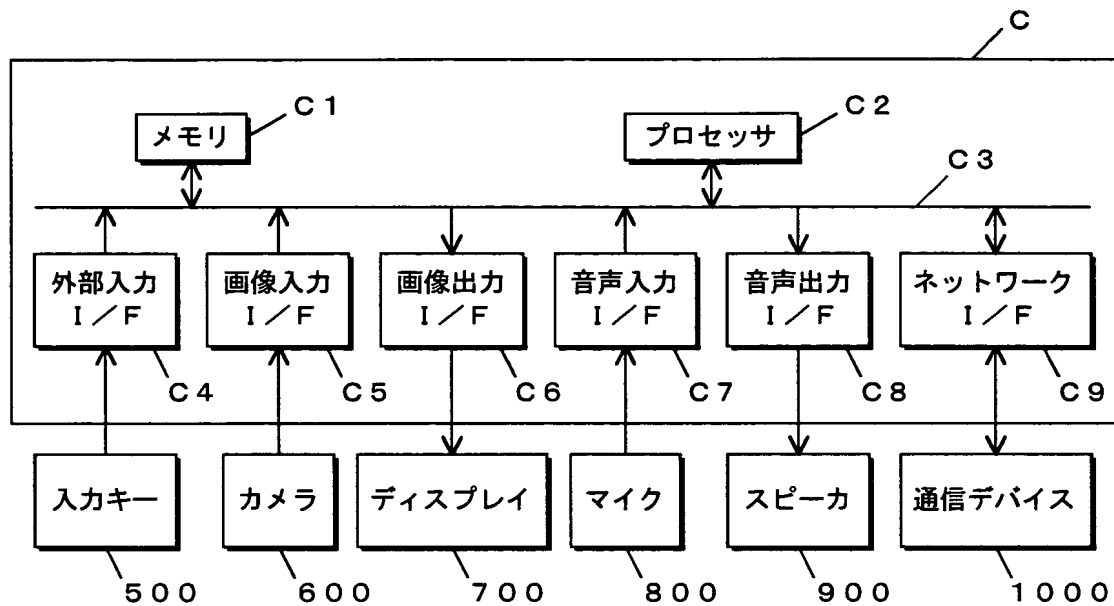 C
C1
メモリ
C2
プロセッサ
C3
外部入力
I／F
画像入力
I／F
画像出力
I／F
音声入力
I／F
音声出力
I／F
ネットワーク
I／F
C4
C5
C6
C7
C8
C9
入力キー
カメラ
ディスプレイ
マイク
スピーカ
通信デバイス
500
600
700
800
900
1000